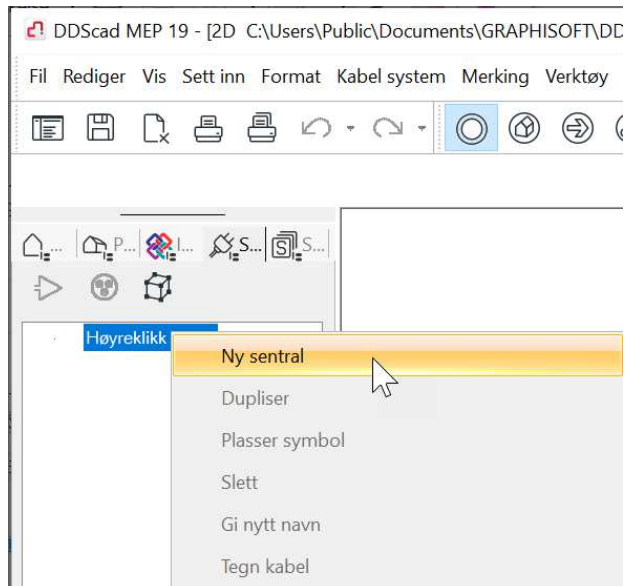 DDScad MEP 19 - [2D C:\Users\Public\Documents\GRAPHISOFT\DD
Fil Rediger Vis Sett inn Format Kabel system Merking Verktøy
... P... I... S... S...
Høyreklikk
Ny sentral
Dupliser
Plasser symbol
Slett
Gi nytt navn
Tegn kabel